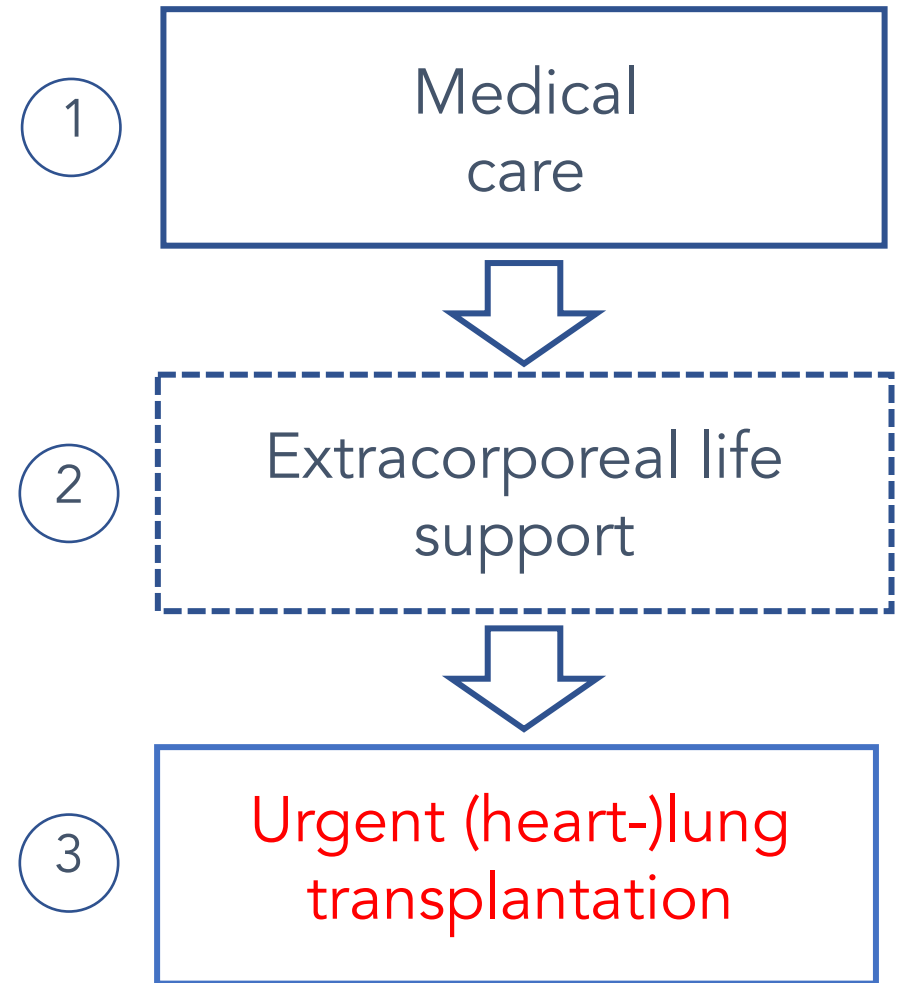 1
Medical
care
2
Extracorporeal life
support
3
Urgent (heart-)lung
transplantation